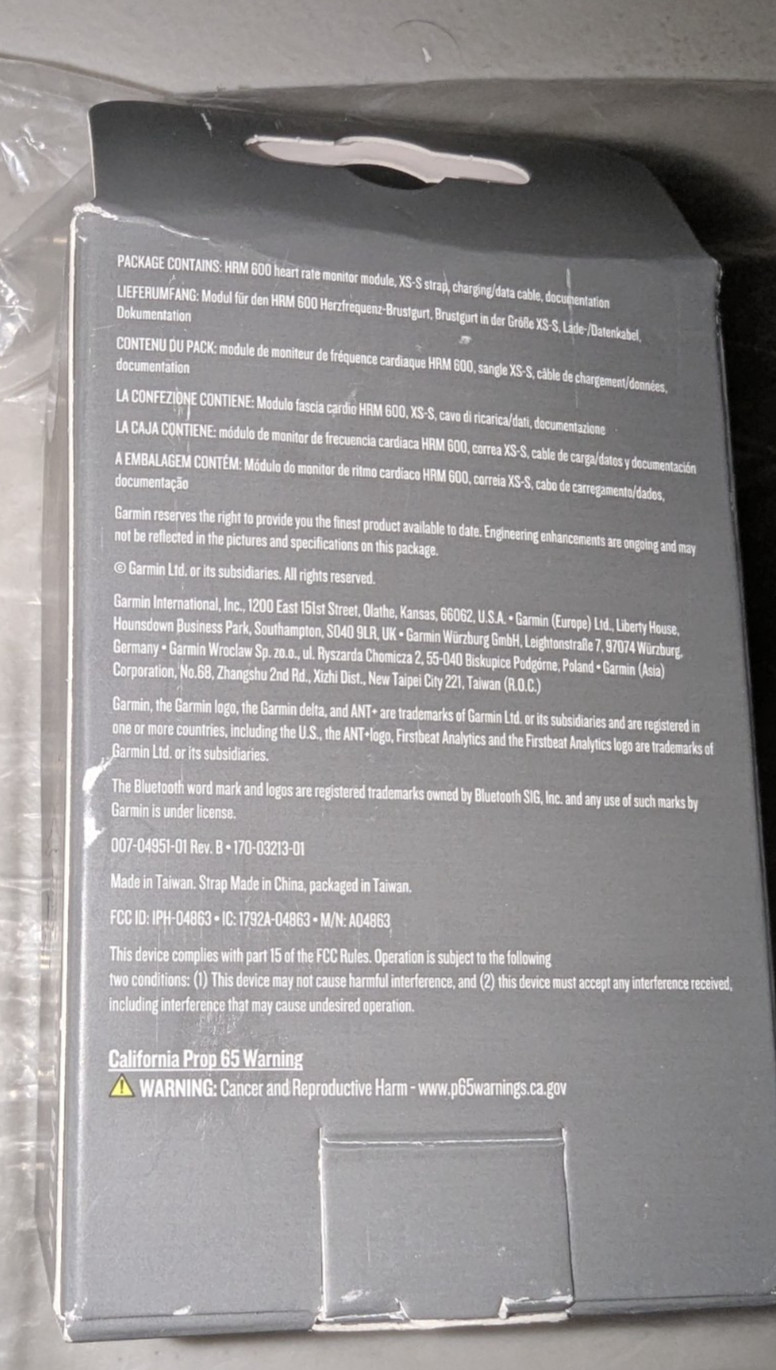 PACKAGE CONTAINS: HRM 600 heart rate monitor module, XS-S strap, charging/data cable, documentation
LIEFERUMFANG: Modul für den HRM 600 Herzfrequenz-Brustgurt, Brustgurt in der Größe XS-S, Lade-/Datenkabel,
Dokumentation
CONTENU DU PACK: module de moniteur de fréquence cardiaque HRM 600, sangle XS-S, câble de chargement/données,
documentation
LA CONFEZIONE CONTIENE: Modulo fascia cardio HRM 600, XS-S, cavo di ricarica/dati, documentazione
LA CAJA CONTIENE: módulo de monitor de frecuencia cardiaca HRM 600, correa XS-S, cable de carga/datos y documentación
A EMBALAGEM CONTÉM: Módulo do monitor de ritmo cardíaco HRM 600, correia XS-S, cabo de carregamento/dados,
documentação
Garmin reserves the right to provide you the finest product available to date. Engineering enhancements are ongoing and may
not be reflected in the pictures and specifications on this package.
© Garmin Ltd. or its subsidiaries. All rights reserved.
Garmin International, Inc., 1200 East 151st Street, Olathe, Kansas, 66062, U.S.A. • Garmin (Europe) Ltd., Liberty House,
Hounsdown Business Park, Southampton, SO40 9LR, UK • Garmin Würzburg GmbH, Leightonstraße 7, 97074 Würzburg,
Germany • Garmin Wroclaw Sp. zo.o., ul. Ryszarda Chomicza 2, 55-040 Biskupice Podgórne, Poland • Garmin (Asia)
Corporation, No.68, Zhangshu 2nd Rd., Xizhi Dist., New Taipei City 221, Taiwan (R.O.C.)
Garmin, the Garmin logo, the Garmin delta, and ANT+ are trademarks of Garmin Ltd. or its subsidiaries and are registered in
one or more countries, including the U.S., the ANT+logo, Firstbeat Analytics and the Firstbeat Analytics logo are trademarks of
Garmin Ltd. or its subsidiaries.
The Bluetooth word mark and logos are registered trademarks owned by Bluetooth SIG, Inc. and any use of such marks by
Garmin is under license.
007-04951-01 Rev. B • 170-03213-01
Made in Taiwan. Strap Made in China, packaged in Taiwan.
FCC ID: IPH-04863 • IC: 1792A-04863 • M/N: A04863
This device complies with part 15 of the FCC Rules. Operation is subject to the following
two conditions: (1) This device may not cause harmful interference, and (2) this device must accept any interference received,
including interference that may cause undesired operation.
California Prop 65 Warning
⚠ WARNING: Cancer and Reproductive Harm - www.p65warnings.ca.gov